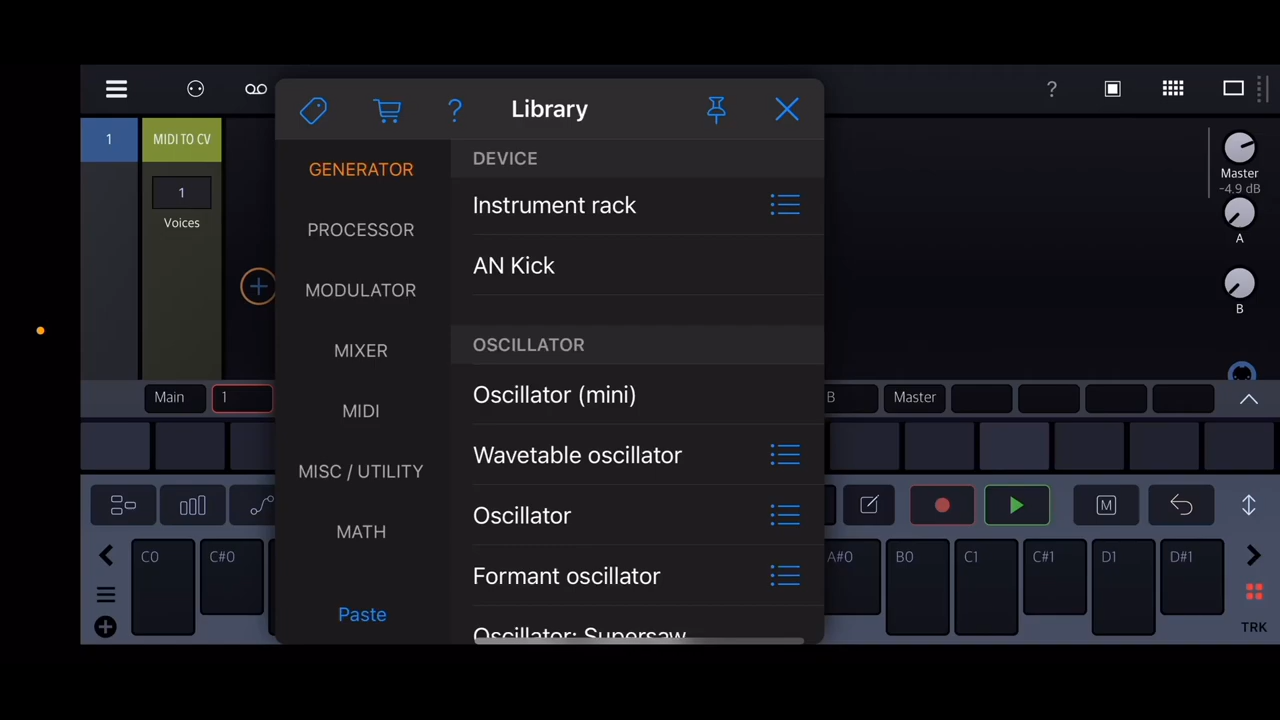 ? Library
?
1 MIDI TO CV
1
Voices
GENERATOR
PROCESSOR
MODULATOR
MIXER
MIDI
MISC / UTILITY
MATH
Paste
DEVICE
Instrument rack
AN Kick
OSCILLATOR
Oscillator (mini)
Wavetable oscillator
Oscillator
Formant oscillator
Oscillator: Supersaw
Master
-4.9 dB
A
B
Main 1 B Master
M
C0 C#0 A#0 B0 C1 C#1 D1 D#1
TRK